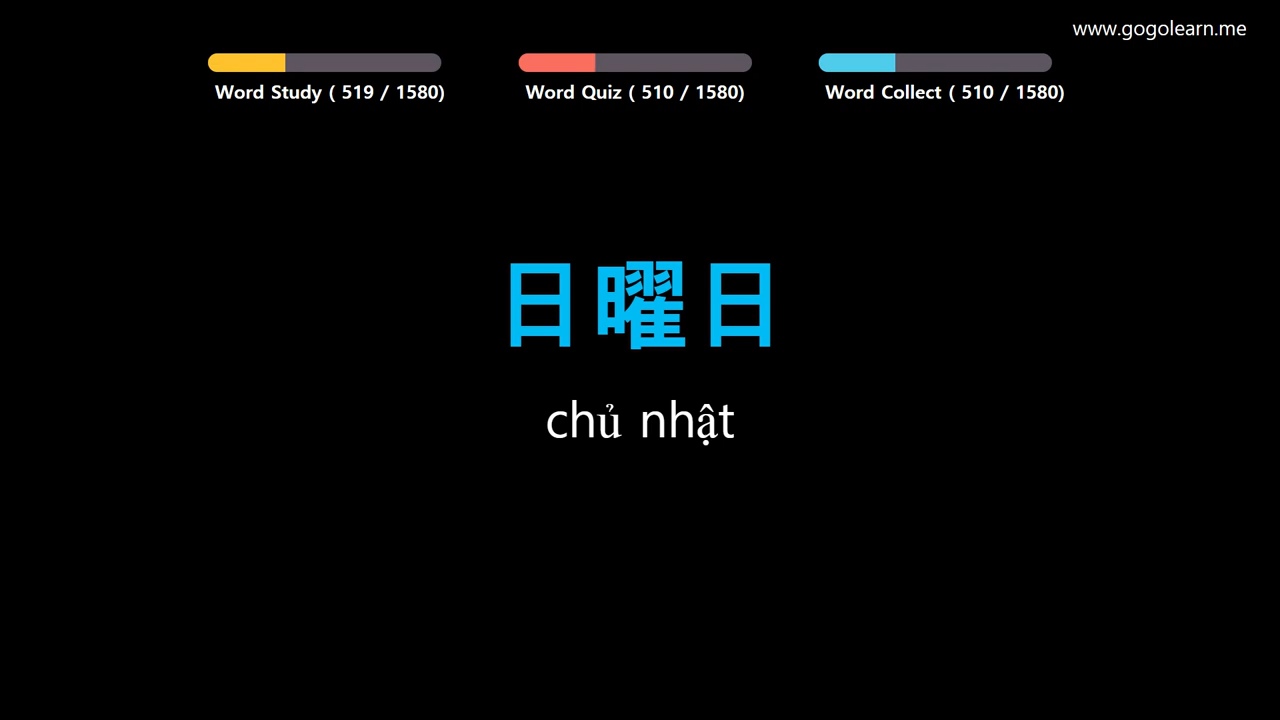 www.gogolearn.me
Word Study ( 519 / 1580)
Word Quiz ( 510 / 1580)
Word Collect ( 510 / 1580)
日曜日
chủ nhật